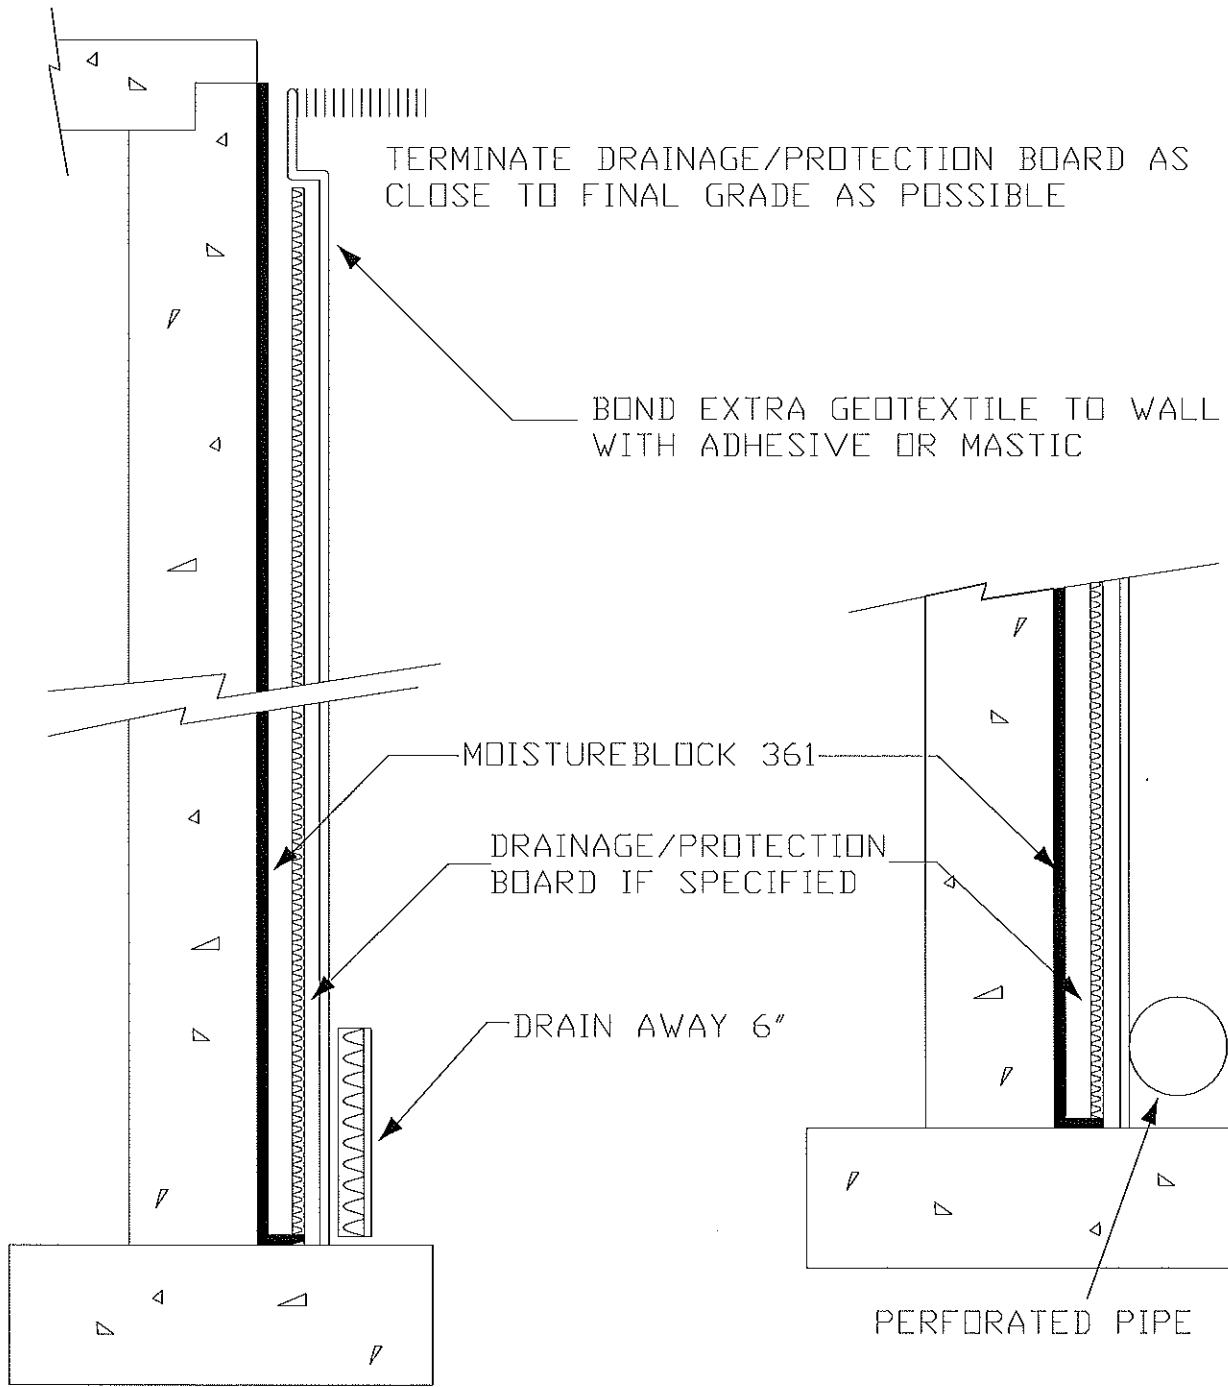 TERMINATE DRAINAGE/PROTECTION BOARD AS
CLOSE TO FINAL GRADE AS POSSIBLE
BOND EXTRA GEOTEXTILE TO WALL
WITH ADHESIVE OR MASTIC
MOISTUREBLOCK 361
DRAINAGE/PROTECTION
BOARD IF SPECIFIED
DRAIN AWAY 6"
PERFORATED PIPE